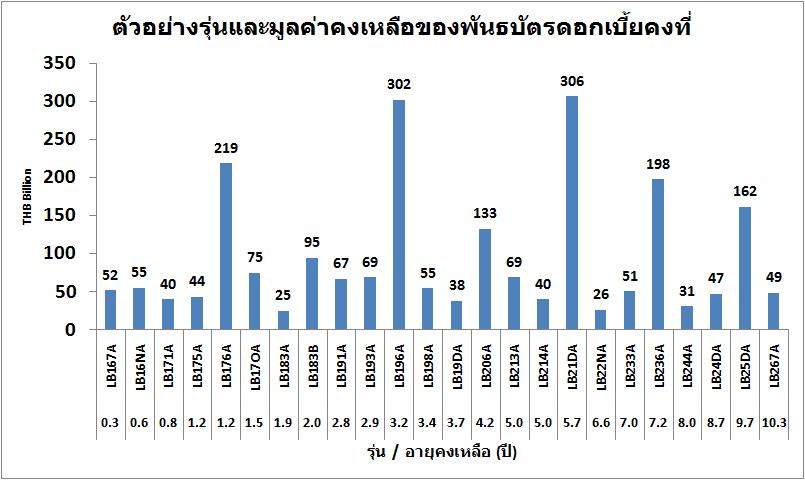 ตัวอย่างรุ่นและมูลค่าคงเหลือของพันธบัตรดอกเบี้ยคงที่
THB Billion
350
300
250
200
150
100
50
0
52 55 40 44 219 75 25 95 67 69 302 55 38 133 69 40 306 26 51 198 31 47 162 49
LB167A LB16NA LB171A LB175A LB176A LB17OA LB183A LB183B LB191A LB193A LB196A LB198A LB19DA LB206A LB213A LB214A LB21DA LB22NA LB233A LB236A LB244A LB24DA LB25DA LB267A
0.3 0.6 0.8 1.2 1.2 1.5 1.9 2.0 2.8 2.9 3.2 3.4 3.7 4.2 5.0 5.0 5.7 6.6 7.0 7.2 8.0 8.7 9.7 10.3
รุ่น / อายุคงเหลือ (ปี)